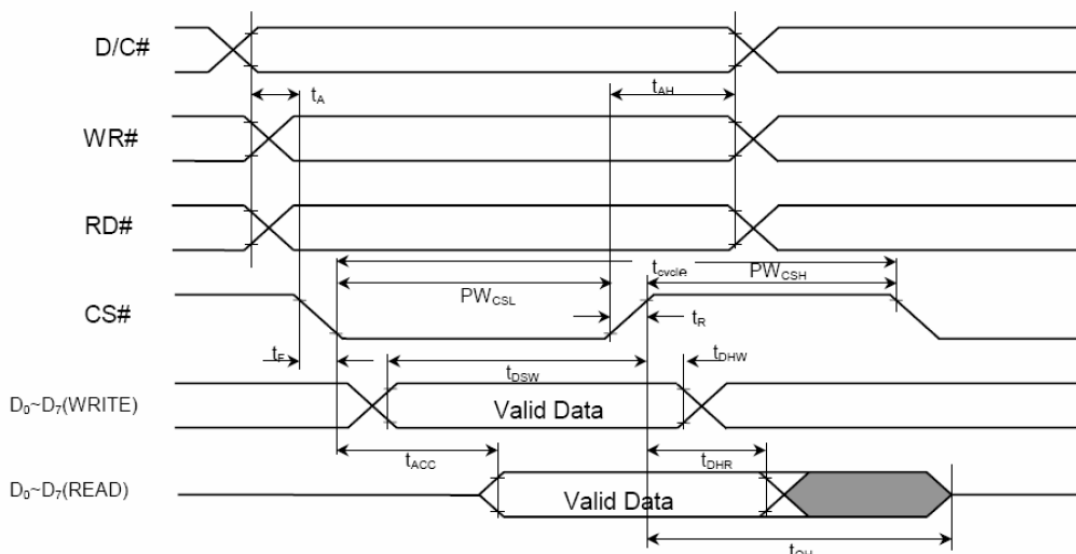 D/C#
tA
tAH
WR#
RD#
tcycle
PWCSH
PWCSL
CS#
tR
tF
tDHW
tDSW
D0~D7(WRITE)
Valid Data
tACC
tDHR
D0~D7(READ)
Valid Data